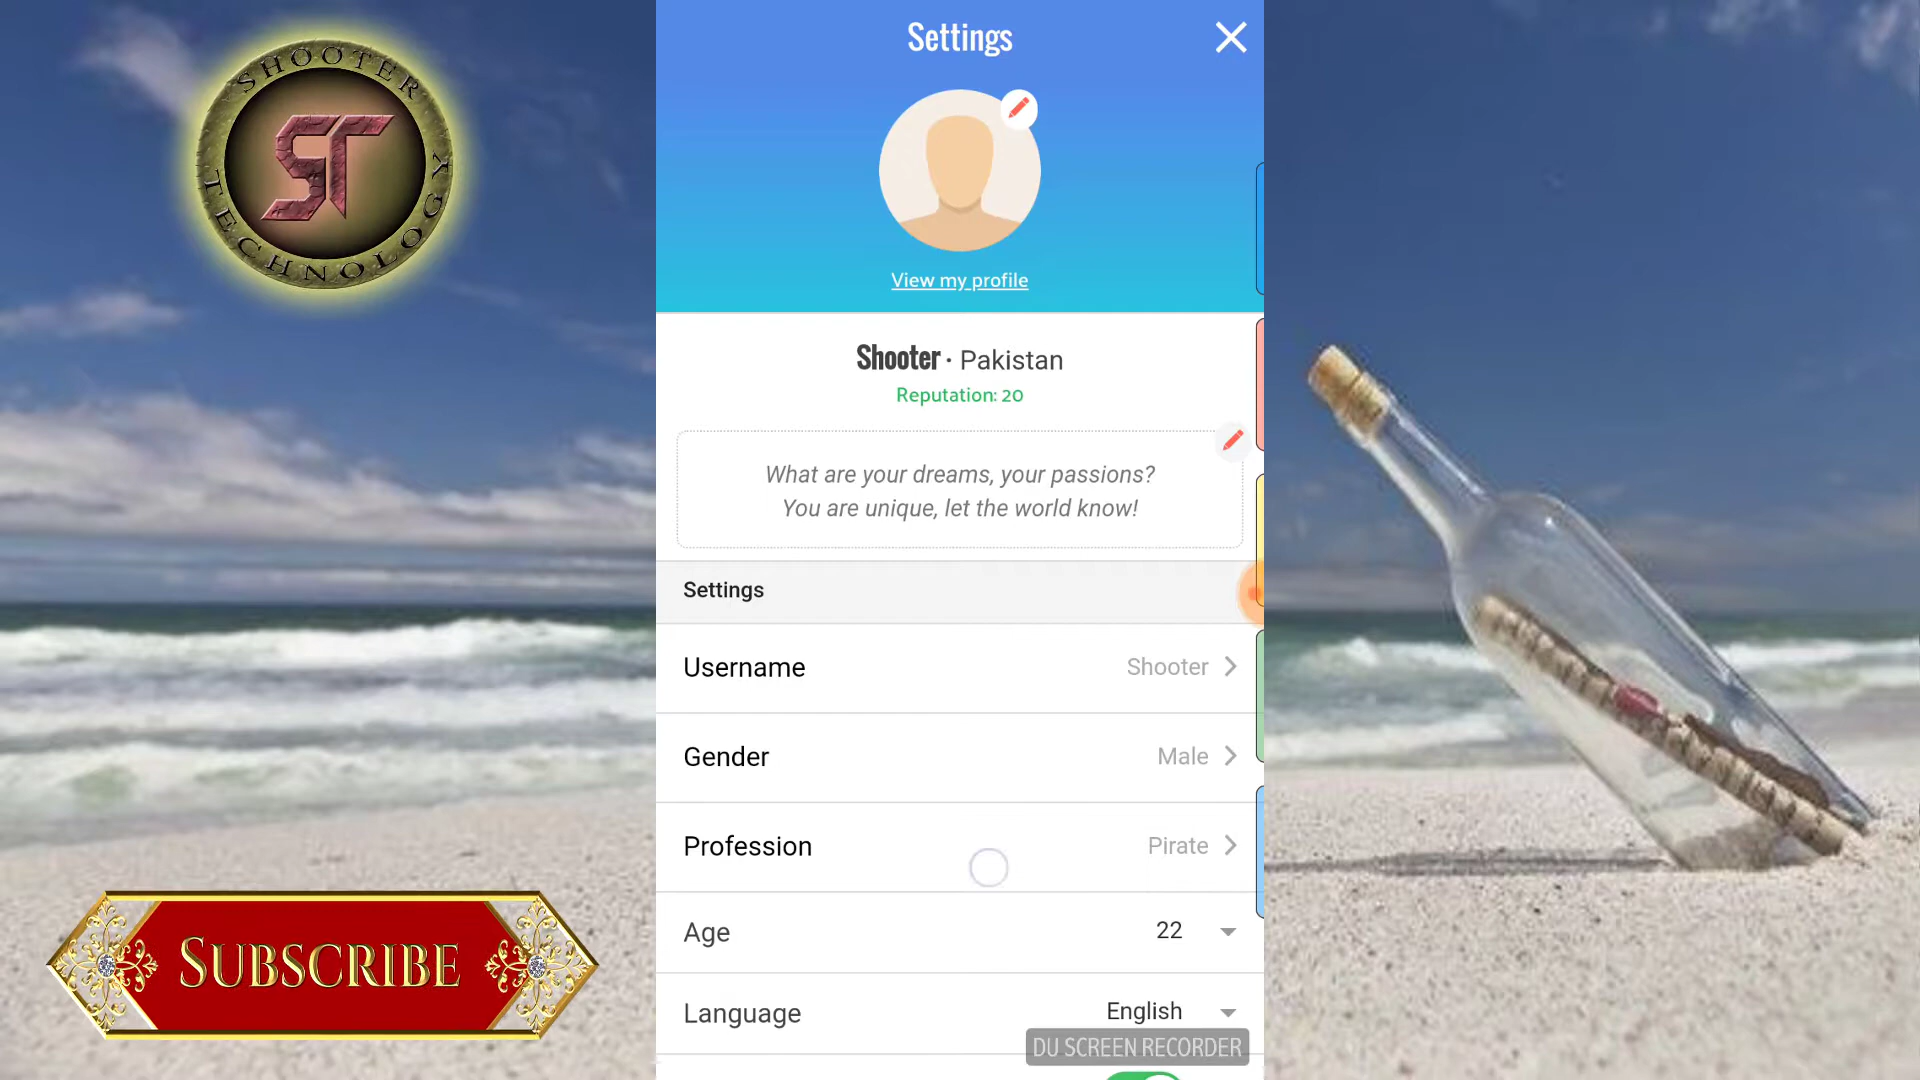 SHOOTER
ST
TECHNOLOGY
SUBSCRIBE
Settings
View my profile
Shooter · Pakistan
Reputation: 20
What are your dreams, your passions?
You are unique, let the world know!
Settings
Username Shooter
Gender Male
Profession Pirate
Age 22
Language English
DU SCREEN RECORDER